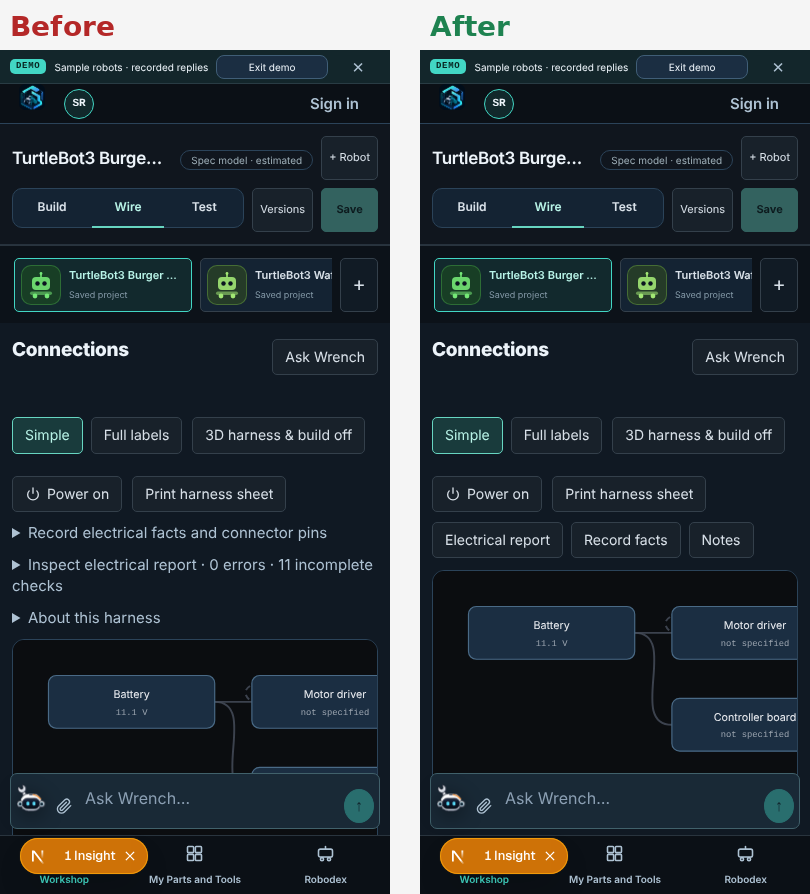 Before
DEMO Sample robots · recorded replies Exit demo ×
SR Sign in
TurtleBot3 Burge... Spec model · estimated + Robot
Build Wire Test Versions Save
TurtleBot3 Burger ... TurtleBot3 Waf +
Saved project Saved project
Connections Ask Wrench
Simple Full labels 3D harness & build off
Power on Print harness sheet
▶ Record electrical facts and connector pins
▶ Inspect electrical report · 0 errors · 11 incomplete
checks
▶ About this harness
Battery Motor driver
11.1 V not specified
Ask Wrench... ↑
N 1 Insight ×
Workshop My Parts and Tools Robodex
After
DEMO Sample robots · recorded replies Exit demo ×
SR Sign in
TurtleBot3 Burge... Spec model · estimated + Robot
Build Wire Test Versions Save
TurtleBot3 Burger ... TurtleBot3 Waf +
Saved project Saved project
Connections Ask Wrench
Simple Full labels 3D harness & build off
Power on Print harness sheet
Electrical report Record facts Notes
Battery Motor driver
11.1 V not specified
Controller board
not specified
Ask Wrench... ↑
N 1 Insight ×
Workshop My Parts and Tools Robodex